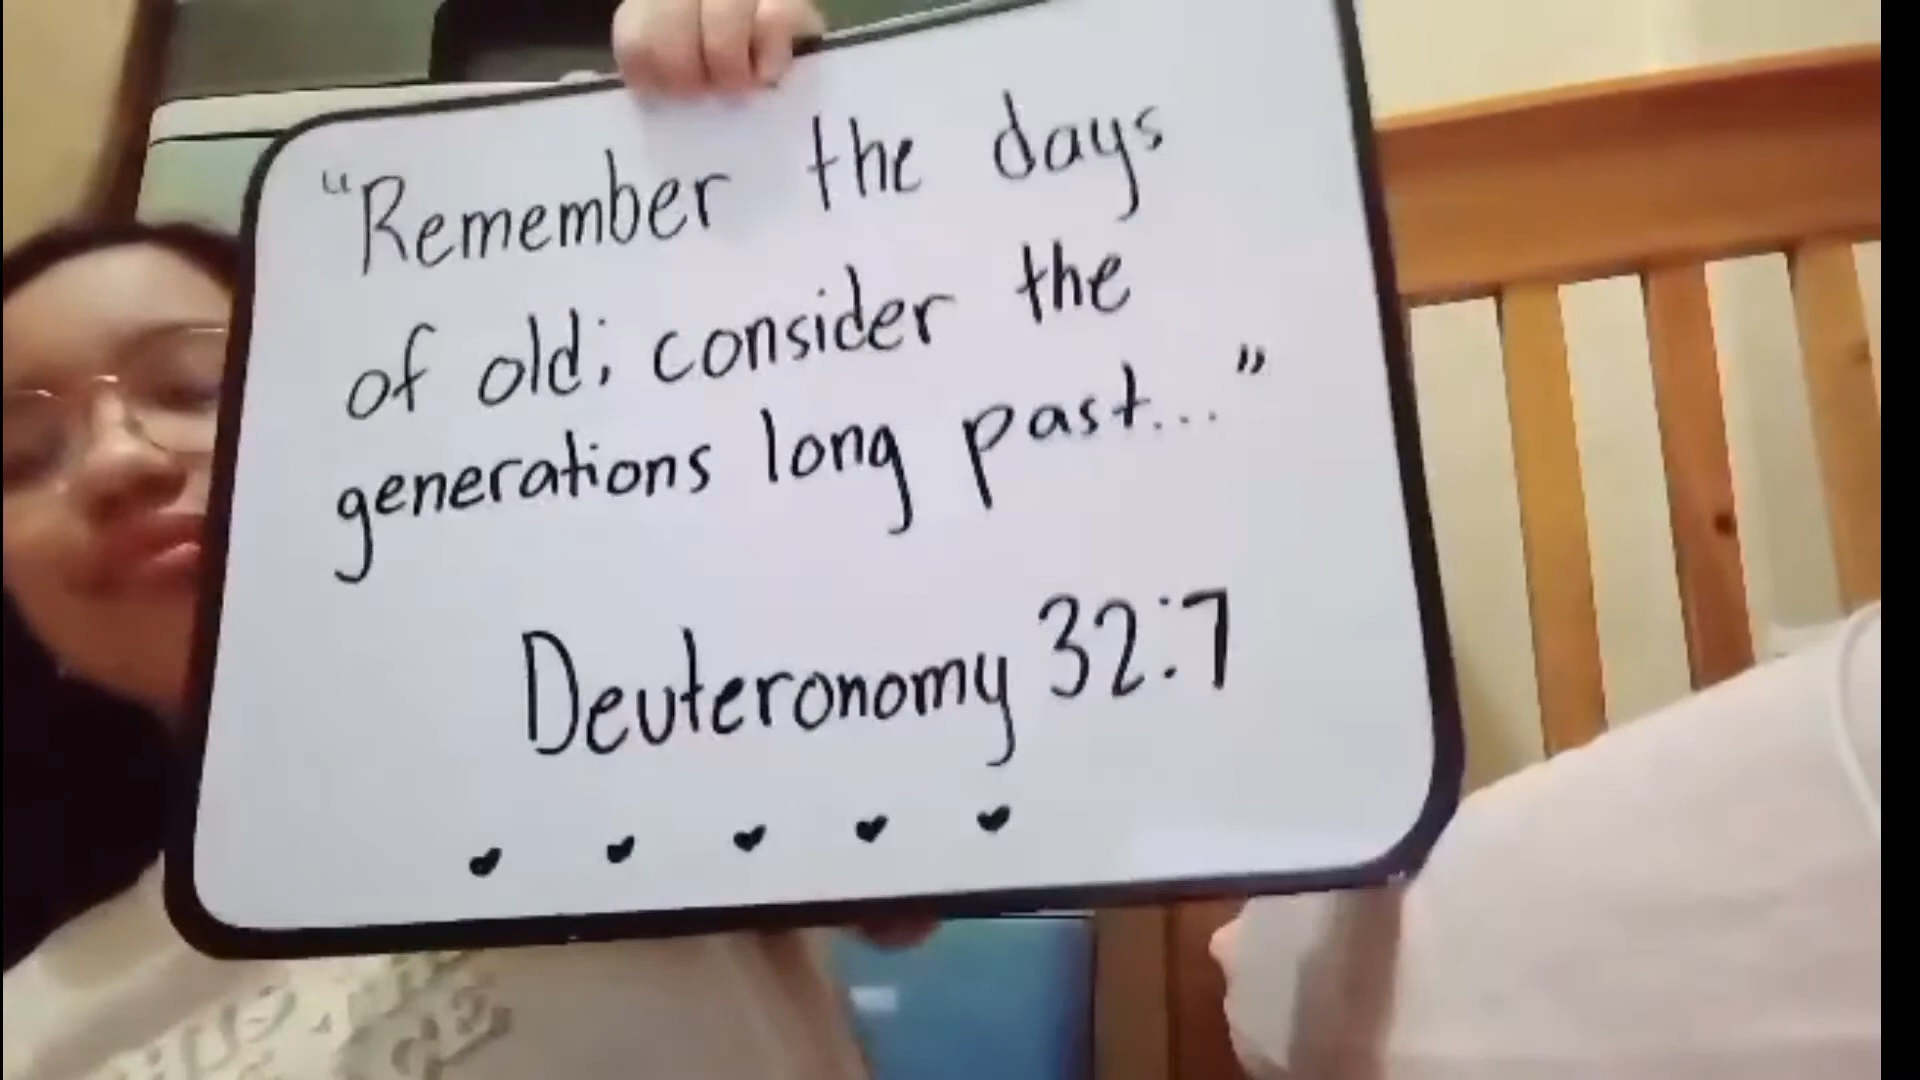 "Remember the days
of old; consider the
generations long past..."
Deuteronomy 32:7